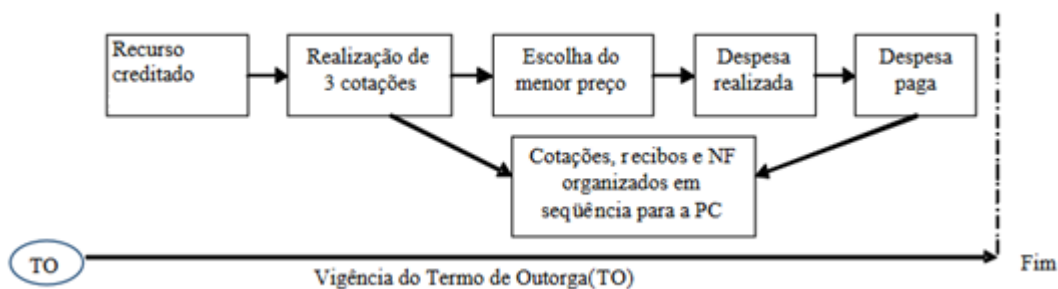 Recurso
creditado
Realização de
3 cotações
Escolha do
menor preço
Despesa
realizada
Despesa
paga
Cotações, recibos e NF
organizados em
seqüência para a PC
TO
Vigência do Termo de Outorga(TO)
Fim